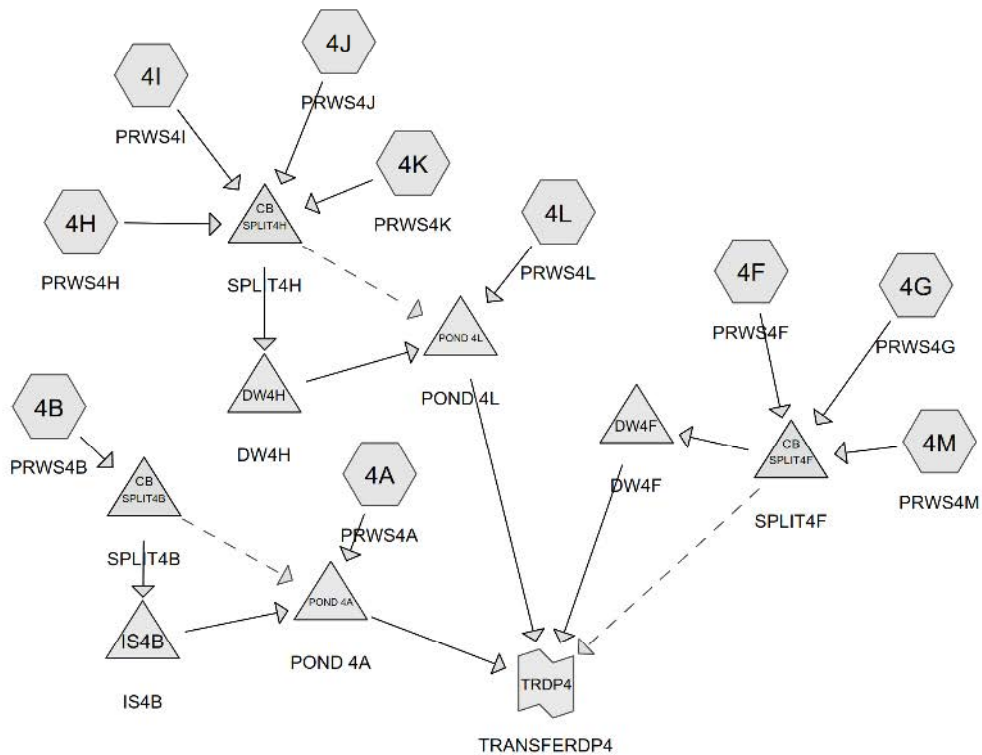 4J
4I
PRWS4J
PRWS4I
4K
CB
SPLIT4H
4H
PRWS4K
4L
PRWS4H
SPLIT4H
PRWS4L
4F
4G
PRWS4F
PRWS4G
POND 4L
POND 4L
DW4H
DW4H
4B
PRWS4B
CB
SPLIT4B
SPLIT4B
4A
PRWS4A
DW4F
DW4F
CB
SPLIT4F
SPLIT4F
4M
PRWS4M
POND 4A
POND 4A
IS4B
IS4B
TRDP4
TRANSFERDP4